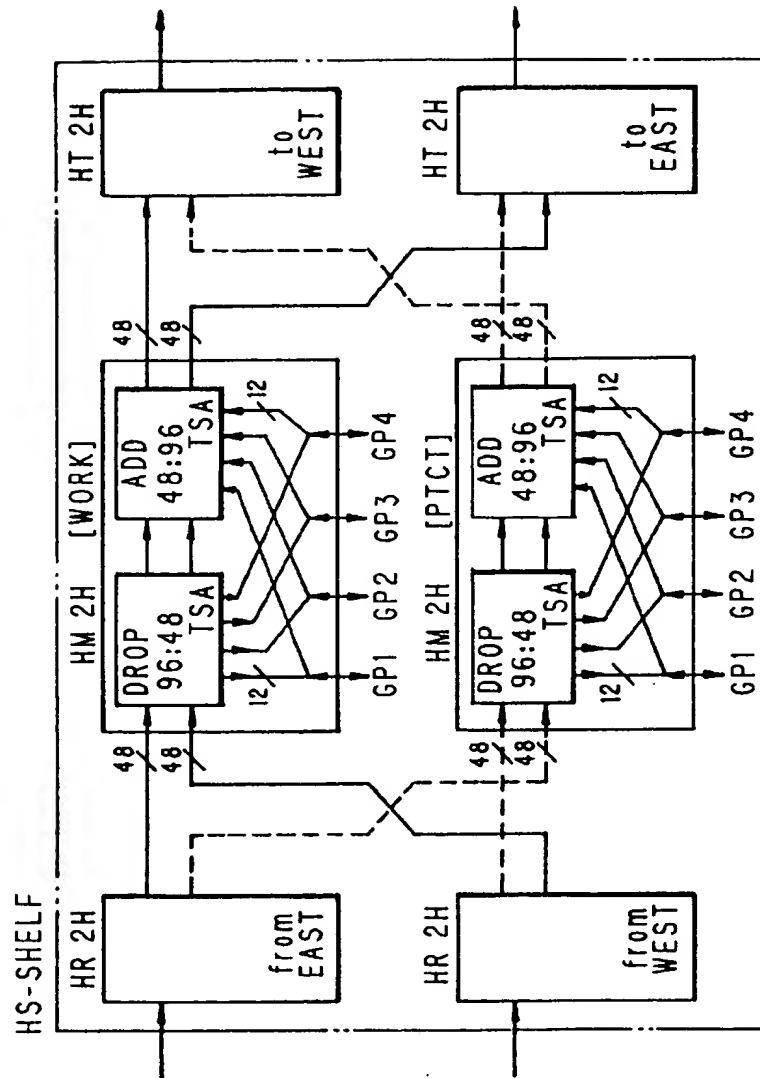 HS-SHELF
HR 2H
from
EAST
48
48
HM 2H
[WORK]
DROP
96:48
TSA
ADD
48:96
TSA
12
12
GP1
GP2
GP3
GP4
48
48
HT 2H
to
WEST
HR 2H
from
WEST
48
48
HM 2H
[PTCT]
DROP
96:48
TSA
ADD
48:96
TSA
12
12
GP1
GP2
GP3
GP4
48
48
HT 2H
to
EAST